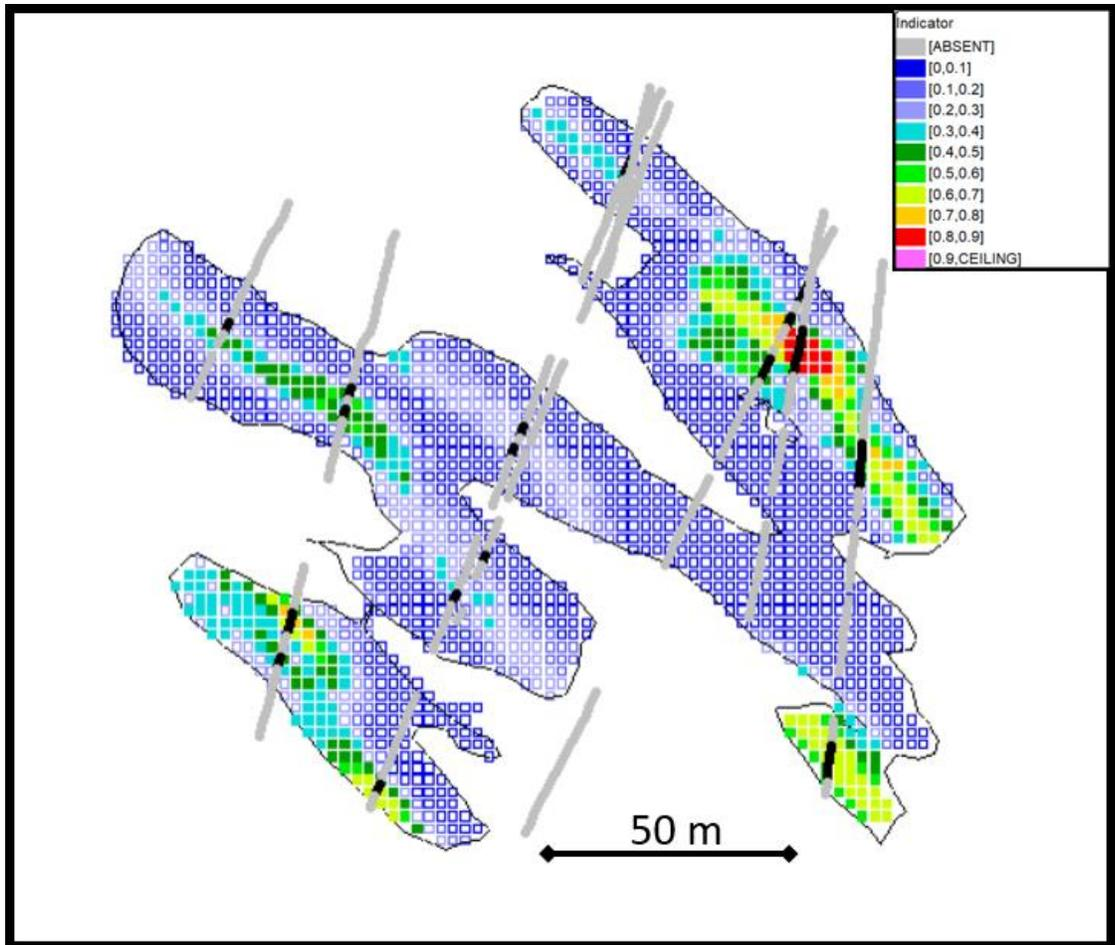 Indicator
[ABSENT]
[0,0.1]
[0.1,0.2]
[0.2,0.3]
[0.3,0.4]
[0.4,0.5]
[0.5,0.6]
[0.6,0.7]
[0.7,0.8]
[0.8,0.9]
[0.9,CEILING]
50 m